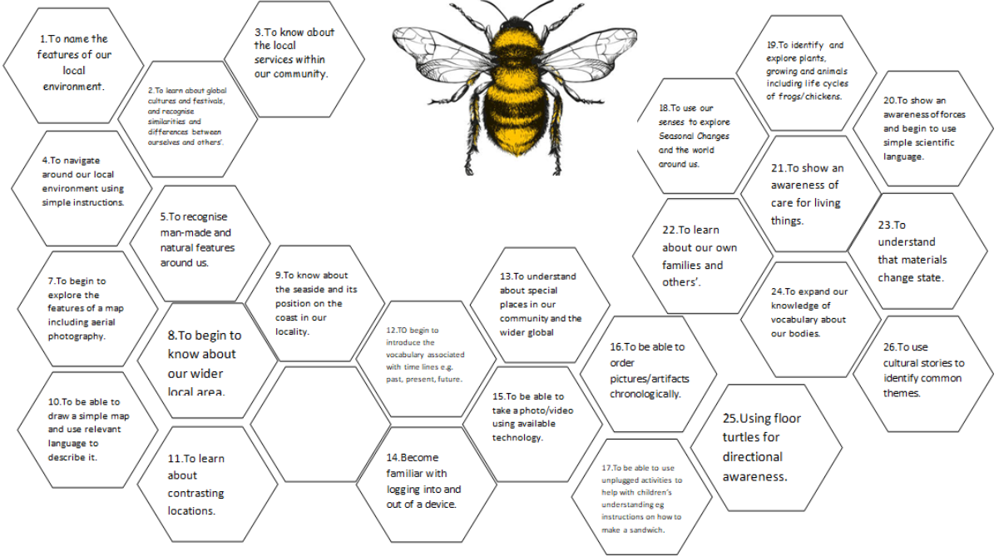 1.To name the
features of our
local
environment.
2.To learn about global
cultures and festivals,
and recognise
similarities and
differences between
ourselves and others'.
3.To know about
the local
services within
our community.
4.To navigate
around our local
environment using
simple instructions.
5.To recognise
man-made and
natural features
around us.
7.To begin to
explore the
features of a map
including aerial
photography.
8.To begin to
know about
our wider
local area.
9.To know about
the seaside and its
position on the
coast in our
locality.
10.To be able to
draw a simple map
and use relevant
language to
describe it.
11.To learn
about
contrasting
locations.
12.TO begin to
introduce the
vocabulary associated
with time lines e.g.
past, present, future.
13.To understand
about special
places in our
community and the
wider global
14.Become
familiar with
logging into and
out of a device.
15.To be able to
take a photo/video
using available
technology.
16.To be able to
order
pictures/artifacts
chronologically.
17.To be able to use
unplugged activities to
help with children's
understanding eg
instructions on how to
make a sandwich.
18.To use our
senses to explore
Seasonal Changes
and the world
around us.
19.To identify and
explore plants,
growing and animals
including life cycles
of frogs/chickens.
20.To show an
awareness of forces
and begin to use
simple scientific
language.
21.To show an
awareness of
care for living
things.
22.To learn
about our own
families and
others'.
23.To
understand
that materials
change state.
24.To expand our
knowledge of
vocabulary about
our bodies.
25.Using floor
turtles for
directional
awareness.
26.To use
cultural stories to
identify common
themes.